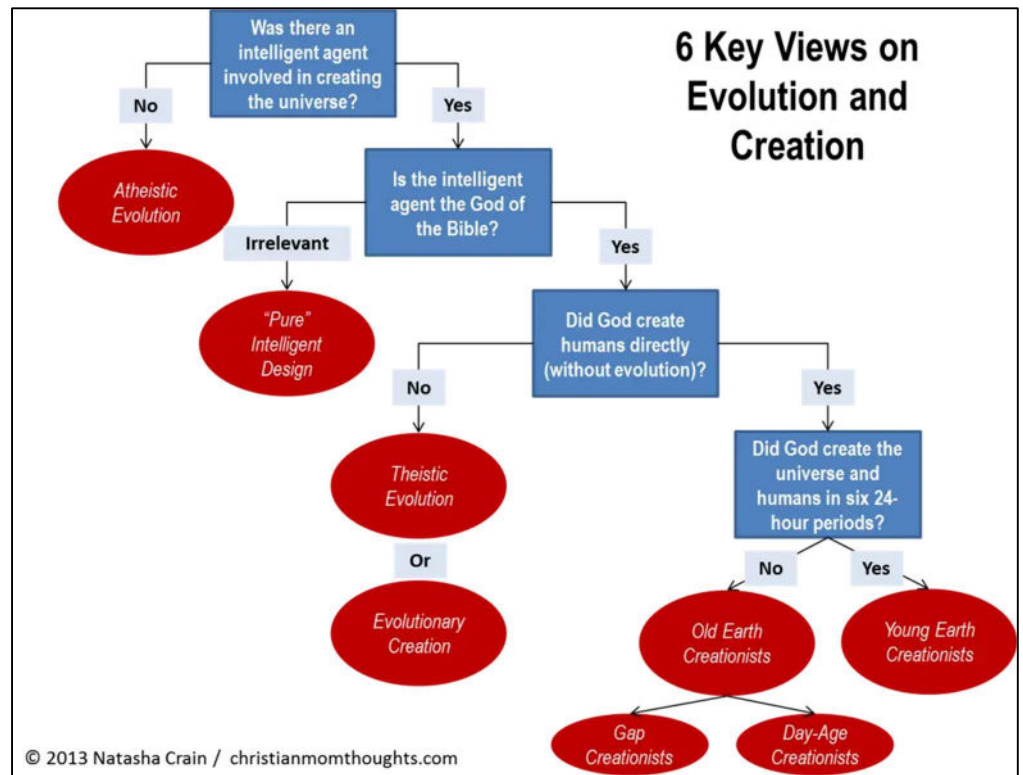 6 Key Views on
Evolution and
Creation
Was there an
intelligent agent
involved in creating
the universe?
No
Yes
Atheistic
Evolution
Is the intelligent
agent the God of
the Bible?
Irrelevant
Yes
“Pure”
Intelligent
Design
Did God create
humans directly
(without evolution)?
No
Yes
Theistic
Evolution
Or
Evolutionary
Creation
Did God create the
universe and
humans in six 24-
hour periods?
No
Yes
Old Earth
Creationists
Young Earth
Creationists
Gap
Creationists
Day-Age
Creationists
© 2013 Natasha Crain / christianmomthoughts.com